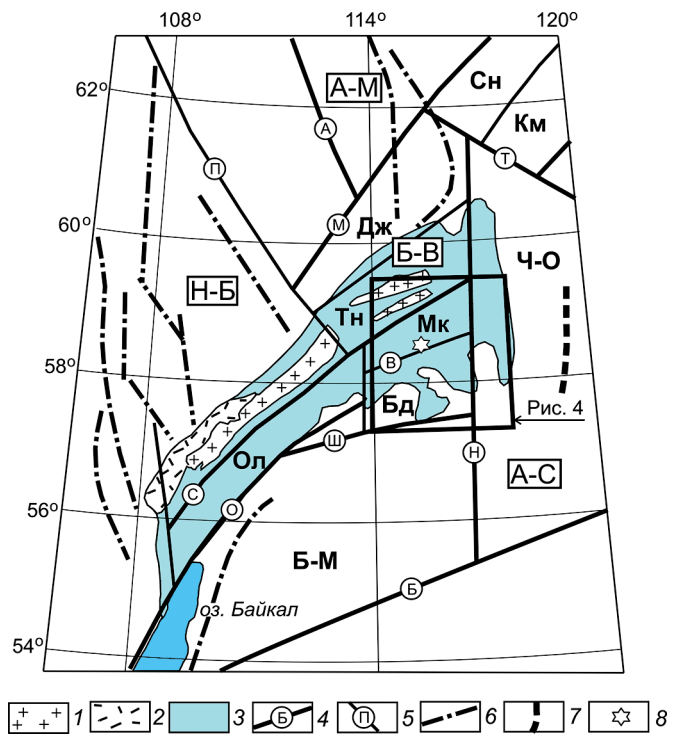 108° 114° 120°
62°
А-М
Сн
Км
А
Т
П
М
60°
Дж
Б-В
Ч-О
Н-Б
Тн
Мк
58°
В
Бд
Рис. 4
Ш
Ол
Н
А-С
С
О
56°
Б-М
Б
оз. Байкал
54°
1 2 3 Б 4 П 5 6 7 8